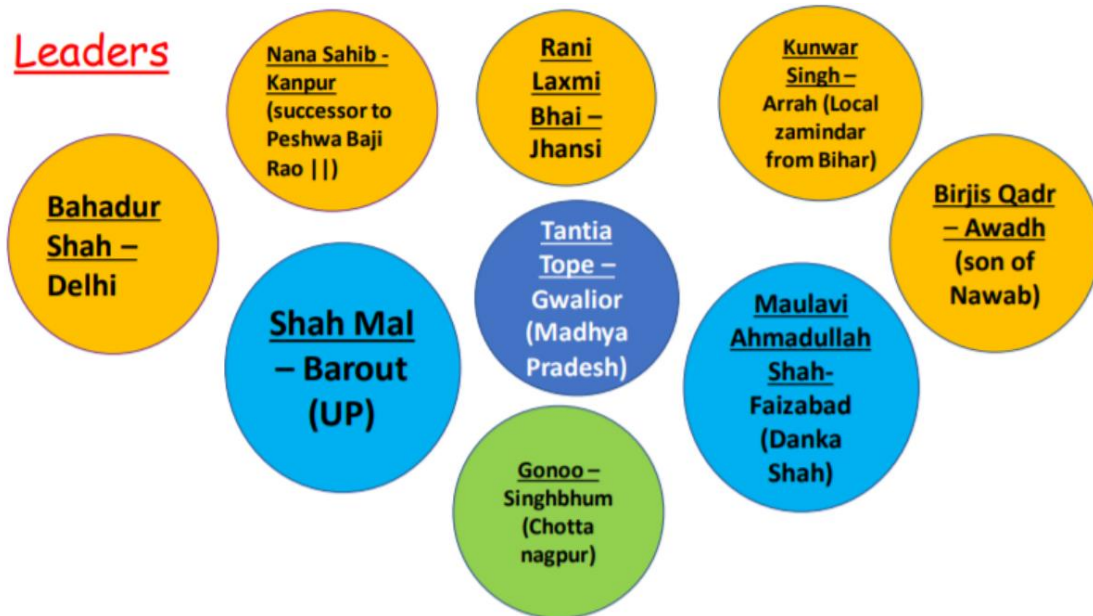 Leaders
Nana Sahib -
Kanpur
(successor to
Peshwa Baji
Rao ||)
Rani
Laxmi
Bhai –
Jhansi
Kunwar
Singh –
Arrah (Local
zamindar
from Bihar)
Bahadur
Shah –
Delhi
Birjis Qadr
– Awadh
(son of
Nawab)
Shah Mal
– Barout
(UP)
Tantia
Tope –
Gwalior
(Madhya
Pradesh)
Maulavi
Ahmadullah
Shah-
Faizabad
(Danka
Shah)
Gonoo –
Singhbhum
(Chotta
nagpur)